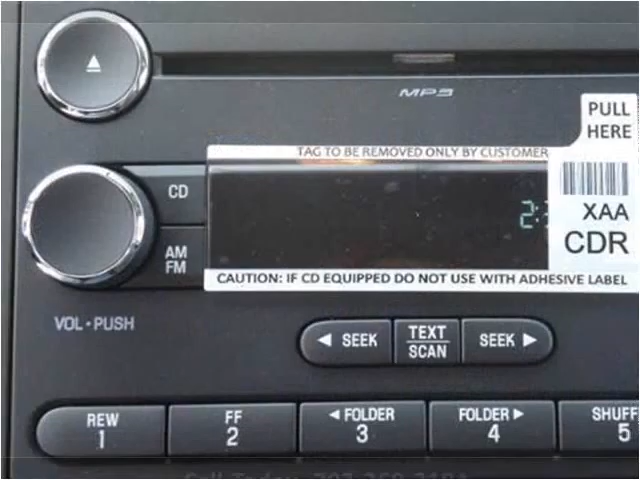 MP3
PULL
HERE
TAG TO BE REMOVED ONLY BY CUSTOMER
CD
XAA
CDR
AM
FM
CAUTION: IF CD EQUIPPED DO NOT USE WITH ADHESIVE LABEL
VOL • PUSH
◄ SEEK
TEXT
SCAN
SEEK ►
REW
1
FF
2
◄ FOLDER
3
FOLDER ►
4
SHUFF
5